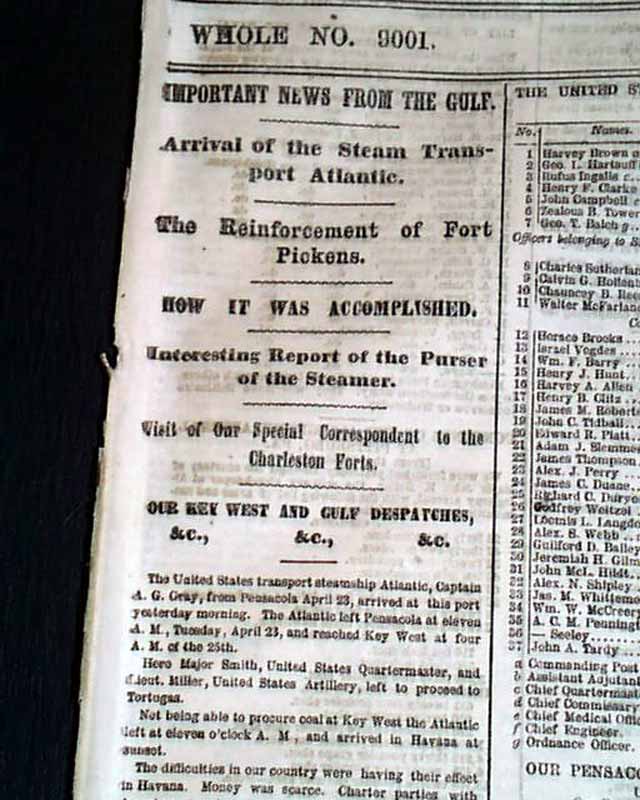 WHOLE NO. 9001.
IMPORTANT NEWS FROM THE GULF.
Arrival of the Steam Trans-
port Atlantic.
The Reinforcement of Fort
Pickens.
HOW IT WAS ACCOMPLISHED.
Interesting Report of the Purser
of the Steamer.
Visit of Our Special Correspondent to the
Charleston Forts.
OUR KEY WEST AND GULF DESPATCHES,
&c., &c., &c.
The United States transport steamship Atlantic, Captain
A. G. Gray, from Pensacola April 23, arrived at this port
yesterday morning. The Atlantic left Pensacola at eleven
A. M., Tuesday, April 23, and reached Key West at four
A. M. of the 25th.
Here Major Smith, United States Quartermaster, and
Lieut. Miller, United States Artillery, left to proceed to
Tortugas.
Not being able to procure coal at Key West the Atlantic
left at eleven o'clock A. M, and arrived in Havana at
sunset.
The difficulties in our country were having their effect
in Havana. Money was scarce. Charter parties with
THE UNITED
No. Names.
1 Harvey Brown
2 Geo. L. Hartsuff
3 Rufus Ingalls c..
4 Henry F. Clarke
5 John Campbell
6 Zealous B. Tower
7 Geo. T. Balch g..
Officers belonging to
8 Charles Sutherlan
9 Calvin G. Hollen
10 Chauncey B. Ree
11 Walter McFarlan
12 Horace Brooks...
13 Israel Vogdes...
14 Wm. F. Barry...
15 Henry J. Hunt...
16 Harvey A. Allen
17 Henry B. Clitz..
18 James M. Robert
19 John C. Tidball...
20 Edward R. Platt..
21 Adam J. Slemme
22 James Thompson
23 Alex. J. Perry...
24 James C. Duane..
25 Richard C. Durye
26 Godfrey Weitzel
27 Loomis L. Langdo
28 Alex. S. Webb...
29 Guilford D. Bailey
30 Jeremiah H. Gilm
31 John McL. Hildt..
32 Alex. N. Shipley
33 Jas. M. Whittemo
34 Wm. W. McCreery
35 A. C. M. Penning
36 — Seeley.......
37 John A. Tardy..
a Commanding Post
b Assistant Adjutan
c Chief Quartermas
d Chief Commissary
e Chief Medical Offi
f Chief Engineer.
g Ordnance Officer.
OUR PENSAC